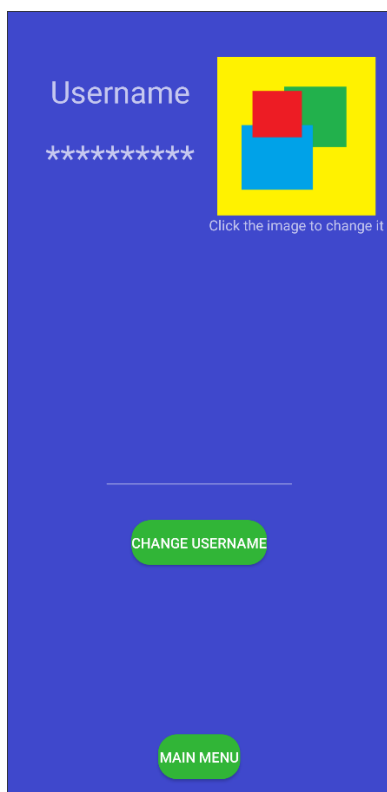 Username
**********
Click the image to change it
CHANGE USERNAME
MAIN MENU